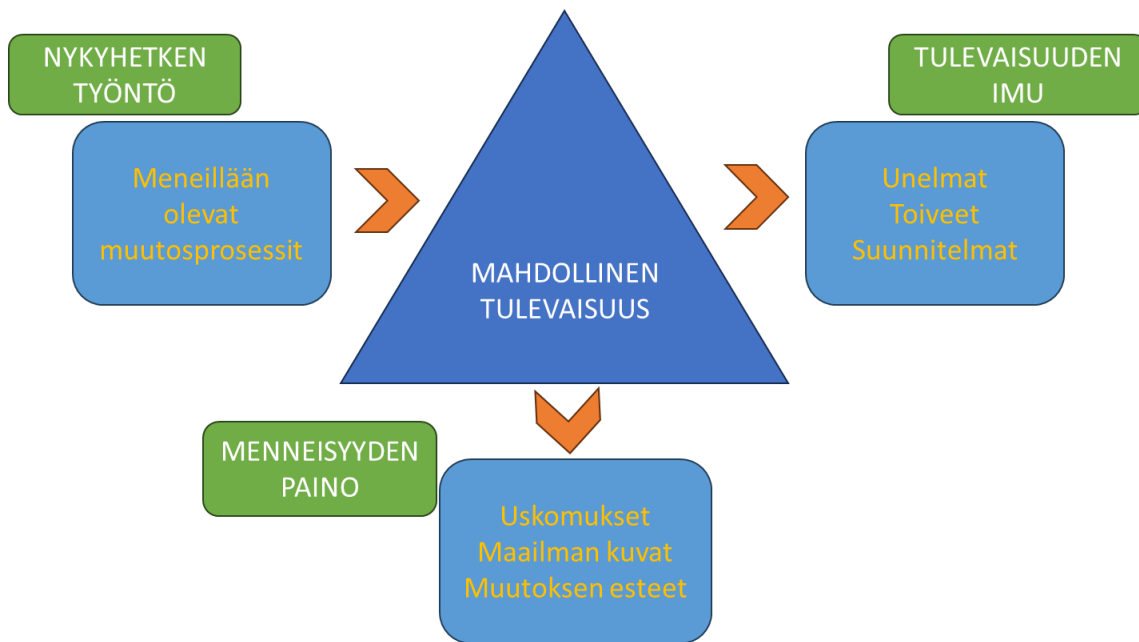 NYKYHETKEN
TYÖNTÖ
Meneillään
olevat
muutosprosessit
MAHDOLLINEN
TULEVAISUUS
TULEVAISUUDEN
IMU
Unelmat
Toiveet
Suunnitelmat
MENNEISYYDEN
PAINO
Uskomukset
Maailman kuvat
Muutoksen esteet